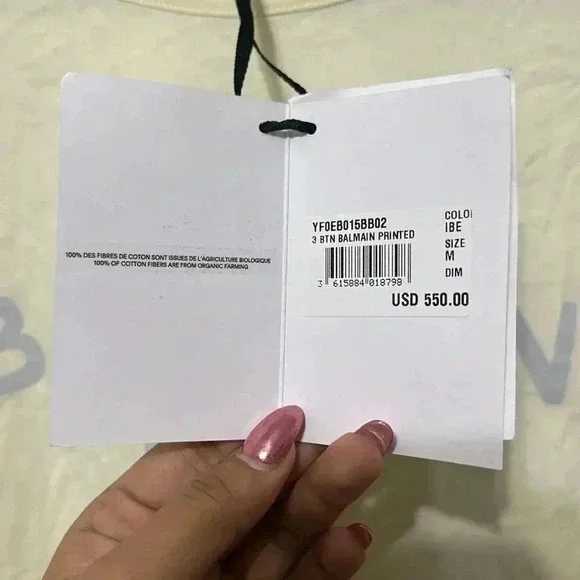 100% DES FIBRES DE COTON SONT ISSUES DE L'AGRICULTURE BIOLOGIQUE
100% OF COTTON FIBERS ARE FROM ORGANIC FARMING
YF0EB015BB02
3 BTN BALMAIN PRINTED
3 615884 018798
COLO
IBE
SIZE
M
DIM
USD 550.00
B
N